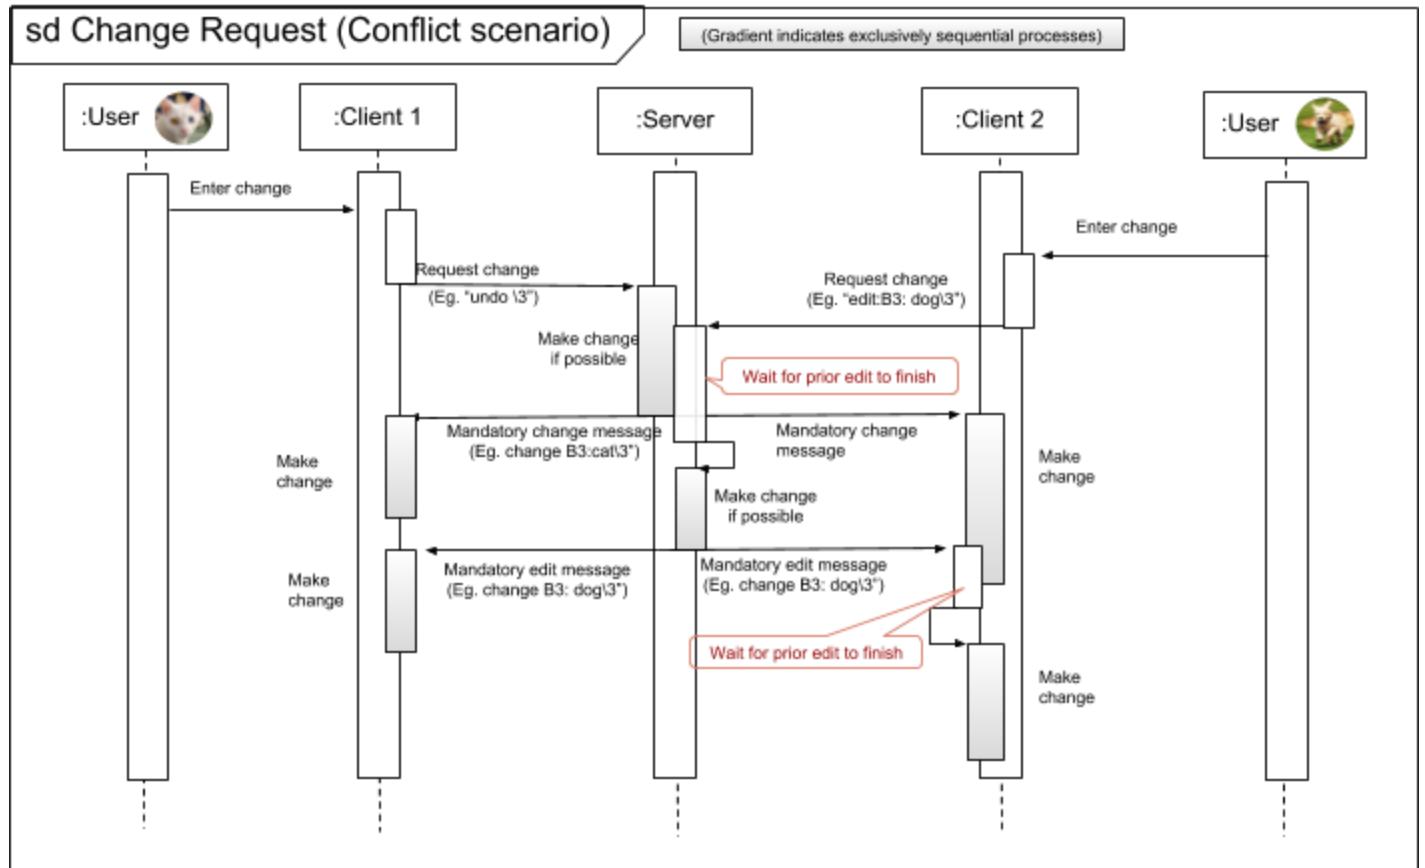 sd Change Request (Conflict scenario)
(Gradient indicates exclusively sequential processes)
:User
:Client 1
:Server
:Client 2
:User
Enter change
Enter change
Request change
(Eg. “undo \3”)
Request change
(Eg. “edit:B3: dog\3”)
Make change
if possible
Wait for prior edit to finish
Mandatory change message
(Eg. change B3:cat\3”)
Mandatory change
message
Make
change
Make
change
Make change
if possible
Mandatory edit message
(Eg. change B3: dog\3”)
Mandatory edit message
(Eg. change B3: dog\3”)
Make
change
Wait for prior edit to finish
Make
change